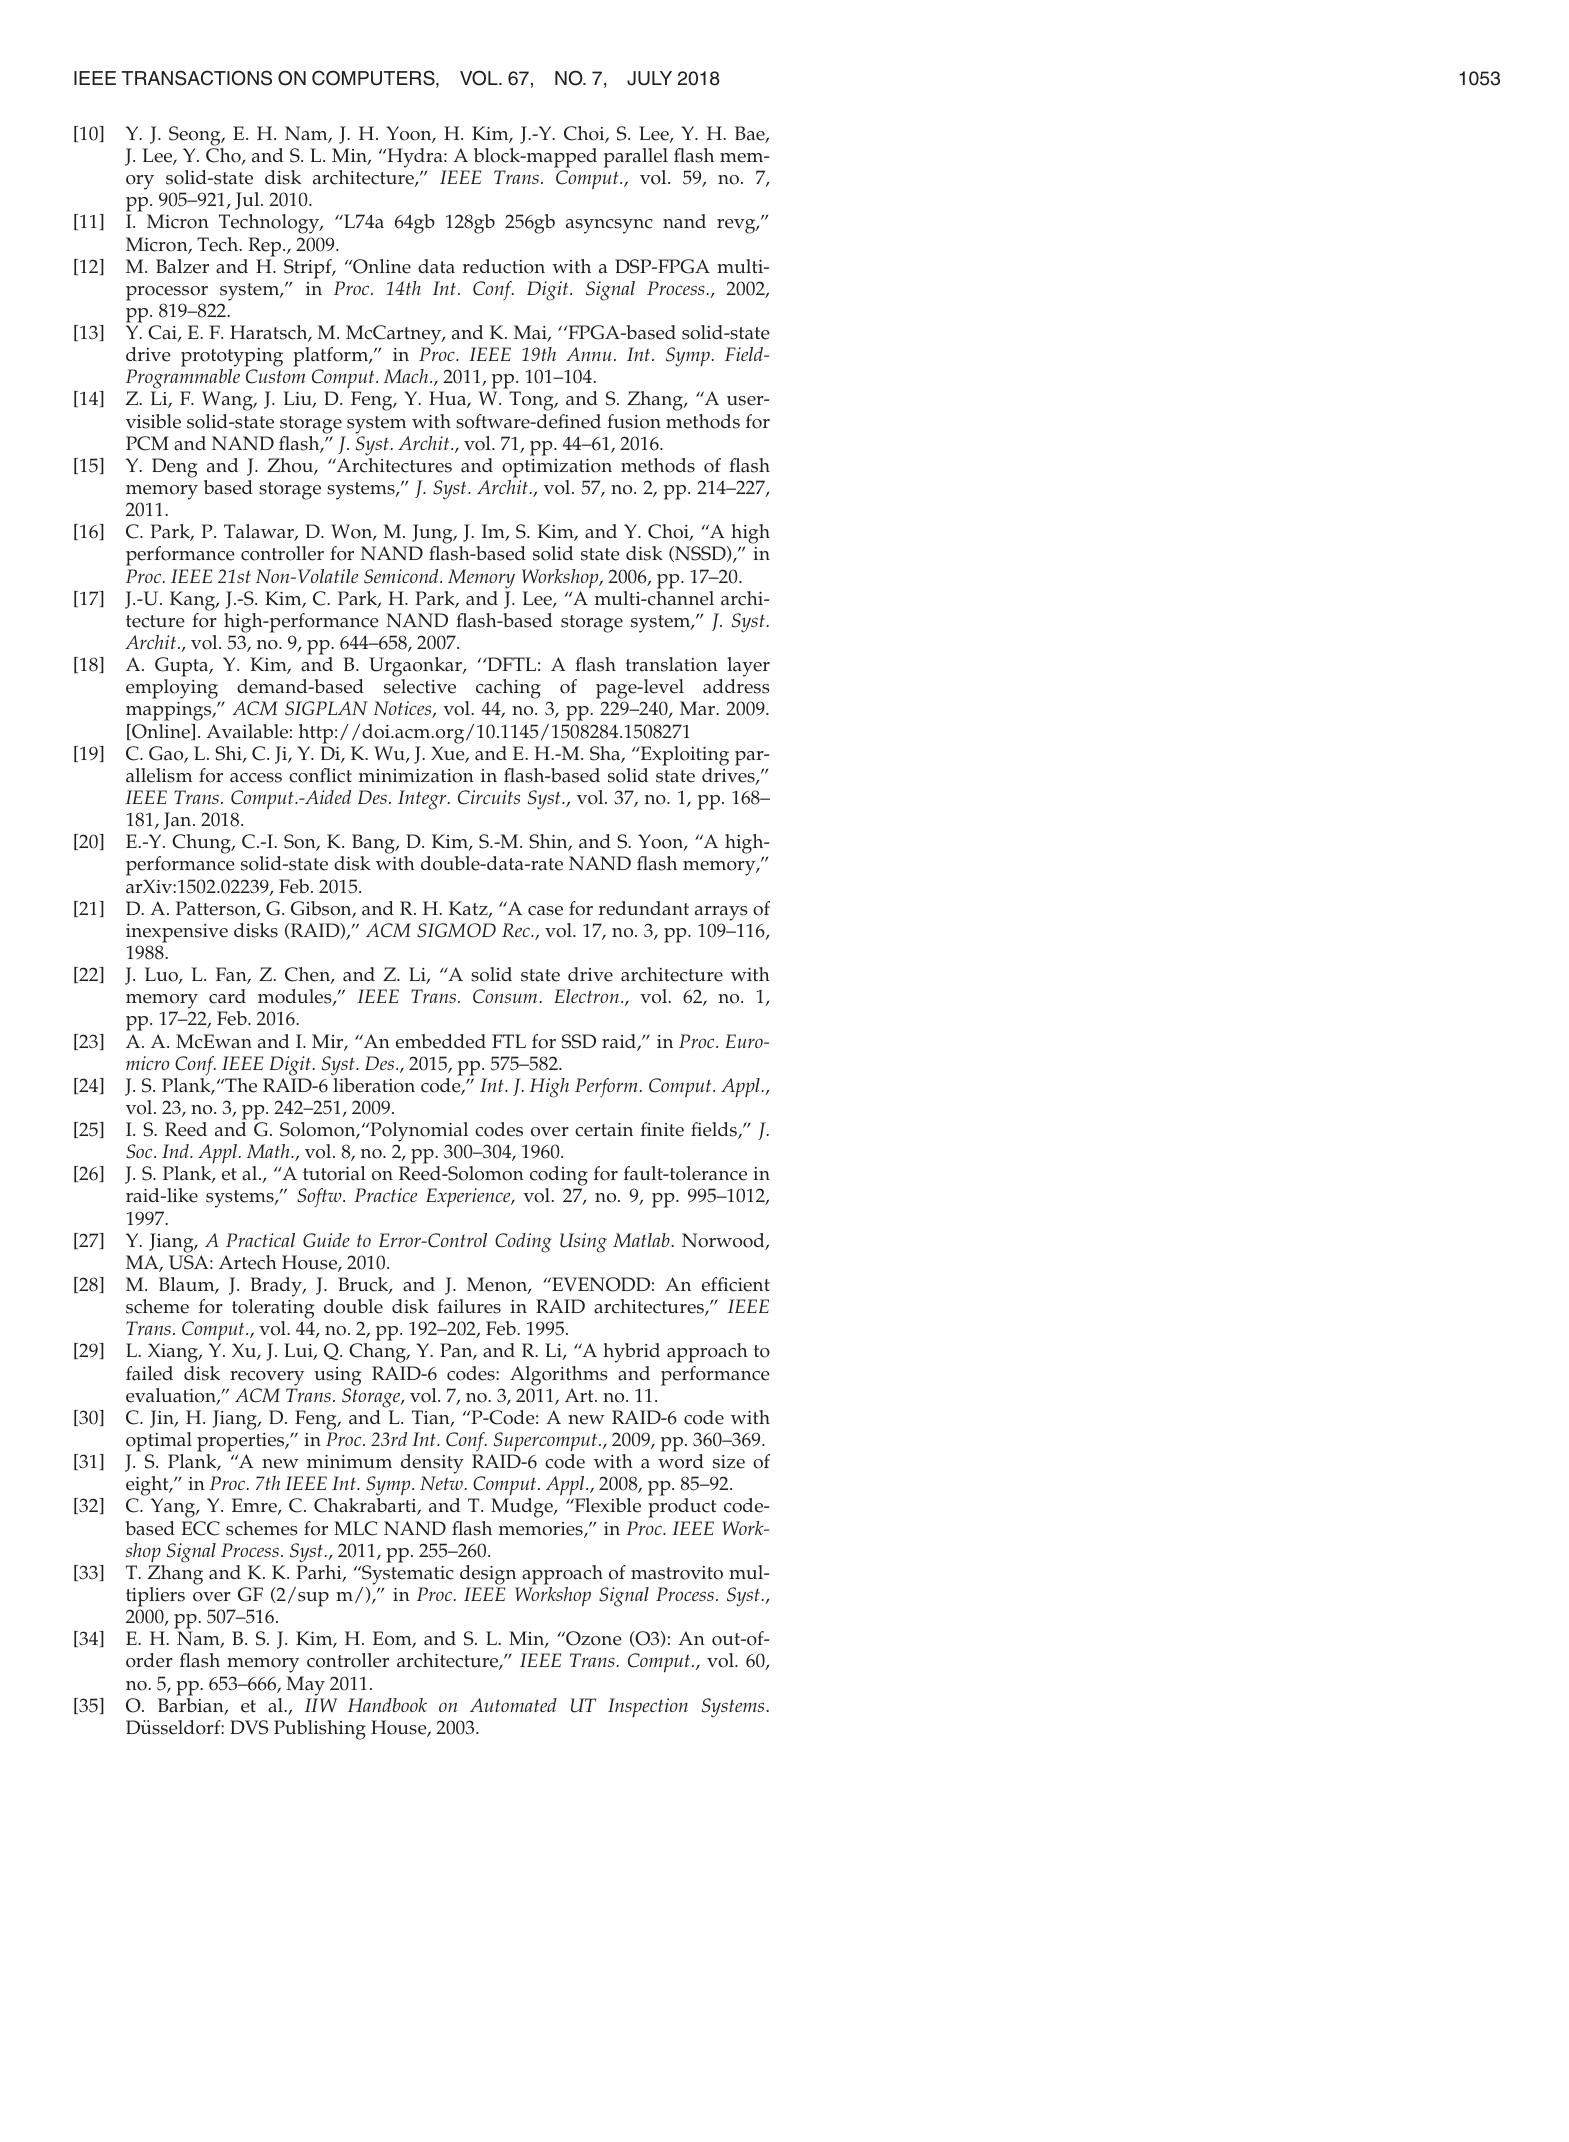 IEEE TRANSACTIONS ON COMPUTERS, VOL. 67, NO. 7, JULY 2018 1053
[10] Y. J. Seong, E. H. Nam, J. H. Yoon, H. Kim, J.-Y. Choi, S. Lee, Y. H. Bae,
J. Lee, Y. Cho, and S. L. Min, “Hydra: A block-mapped parallel flash mem-
ory solid-state disk architecture,” IEEE Trans. Comput., vol. 59, no. 7,
pp. 905–921, Jul. 2010.
[11] I. Micron Technology, “L74a 64gb 128gb 256gb asyncsync nand revg,”
Micron, Tech. Rep., 2009.
[12] M. Balzer and H. Stripf, “Online data reduction with a DSP-FPGA multi-
processor system,” in Proc. 14th Int. Conf. Digit. Signal Process., 2002,
pp. 819–822.
[13] Y. Cai, E. F. Haratsch, M. McCartney, and K. Mai, ‘‘FPGA-based solid-state
drive prototyping platform,” in Proc. IEEE 19th Annu. Int. Symp. Field-
Programmable Custom Comput. Mach., 2011, pp. 101–104.
[14] Z. Li, F. Wang, J. Liu, D. Feng, Y. Hua, W. Tong, and S. Zhang, “A user-
visible solid-state storage system with software-defined fusion methods for
PCM and NAND flash,” J. Syst. Archit., vol. 71, pp. 44–61, 2016.
[15] Y. Deng and J. Zhou, “Architectures and optimization methods of flash
memory based storage systems,” J. Syst. Archit., vol. 57, no. 2, pp. 214–227,
2011.
[16] C. Park, P. Talawar, D. Won, M. Jung, J. Im, S. Kim, and Y. Choi, “A high
performance controller for NAND flash-based solid state disk (NSSD),” in
Proc. IEEE 21st Non-Volatile Semicond. Memory Workshop, 2006, pp. 17–20.
[17] J.-U. Kang, J.-S. Kim, C. Park, H. Park, and J. Lee, “A multi-channel archi-
tecture for high-performance NAND flash-based storage system,” J. Syst.
Archit., vol. 53, no. 9, pp. 644–658, 2007.
[18] A. Gupta, Y. Kim, and B. Urgaonkar, ‘‘DFTL: A flash translation layer
employing demand-based selective caching of page-level address
mappings,” ACM SIGPLAN Notices, vol. 44, no. 3, pp. 229–240, Mar. 2009.
[Online]. Available: http://doi.acm.org/10.1145/1508284.1508271
[19] C. Gao, L. Shi, C. Ji, Y. Di, K. Wu, J. Xue, and E. H.-M. Sha, “Exploiting par-
allelism for access conflict minimization in flash-based solid state drives,”
IEEE Trans. Comput.-Aided Des. Integr. Circuits Syst., vol. 37, no. 1, pp. 168–
181, Jan. 2018.
[20] E.-Y. Chung, C.-I. Son, K. Bang, D. Kim, S.-M. Shin, and S. Yoon, “A high-
performance solid-state disk with double-data-rate NAND flash memory,”
arXiv:1502.02239, Feb. 2015.
[21] D. A. Patterson, G. Gibson, and R. H. Katz, “A case for redundant arrays of
inexpensive disks (RAID),” ACM SIGMOD Rec., vol. 17, no. 3, pp. 109–116,
1988.
[22] J. Luo, L. Fan, Z. Chen, and Z. Li, “A solid state drive architecture with
memory card modules,” IEEE Trans. Consum. Electron., vol. 62, no. 1,
pp. 17–22, Feb. 2016.
[23] A. A. McEwan and I. Mir, “An embedded FTL for SSD raid,” in Proc. Euro-
micro Conf. IEEE Digit. Syst. Des., 2015, pp. 575–582.
[24] J. S. Plank,“The RAID-6 liberation code,” Int. J. High Perform. Comput. Appl.,
vol. 23, no. 3, pp. 242–251, 2009.
[25] I. S. Reed and G. Solomon,“Polynomial codes over certain finite fields,” J.
Soc. Ind. Appl. Math., vol. 8, no. 2, pp. 300–304, 1960.
[26] J. S. Plank, et al., “A tutorial on Reed-Solomon coding for fault-tolerance in
raid-like systems,” Softw. Practice Experience, vol. 27, no. 9, pp. 995–1012,
1997.
[27] Y. Jiang, A Practical Guide to Error-Control Coding Using Matlab. Norwood,
MA, USA: Artech House, 2010.
[28] M. Blaum, J. Brady, J. Bruck, and J. Menon, “EVENODD: An efficient
scheme for tolerating double disk failures in RAID architectures,” IEEE
Trans. Comput., vol. 44, no. 2, pp. 192–202, Feb. 1995.
[29] L. Xiang, Y. Xu, J. Lui, Q. Chang, Y. Pan, and R. Li, “A hybrid approach to
failed disk recovery using RAID-6 codes: Algorithms and performance
evaluation,” ACM Trans. Storage, vol. 7, no. 3, 2011, Art. no. 11.
[30] C. Jin, H. Jiang, D. Feng, and L. Tian, “P-Code: A new RAID-6 code with
optimal properties,” in Proc. 23rd Int. Conf. Supercomput., 2009, pp. 360–369.
[31] J. S. Plank, “A new minimum density RAID-6 code with a word size of
eight,” in Proc. 7th IEEE Int. Symp. Netw. Comput. Appl., 2008, pp. 85–92.
[32] C. Yang, Y. Emre, C. Chakrabarti, and T. Mudge, “Flexible product code-
based ECC schemes for MLC NAND flash memories,” in Proc. IEEE Work-
shop Signal Process. Syst., 2011, pp. 255–260.
[33] T. Zhang and K. K. Parhi, “Systematic design approach of mastrovito mul-
tipliers over GF (2/sup m/),” in Proc. IEEE Workshop Signal Process. Syst.,
2000, pp. 507–516.
[34] E. H. Nam, B. S. J. Kim, H. Eom, and S. L. Min, “Ozone (O3): An out-of-
order flash memory controller architecture,” IEEE Trans. Comput., vol. 60,
no. 5, pp. 653–666, May 2011.
[35] O. Barbian, et al., IIW Handbook on Automated UT Inspection Systems.
Düsseldorf: DVS Publishing House, 2003.